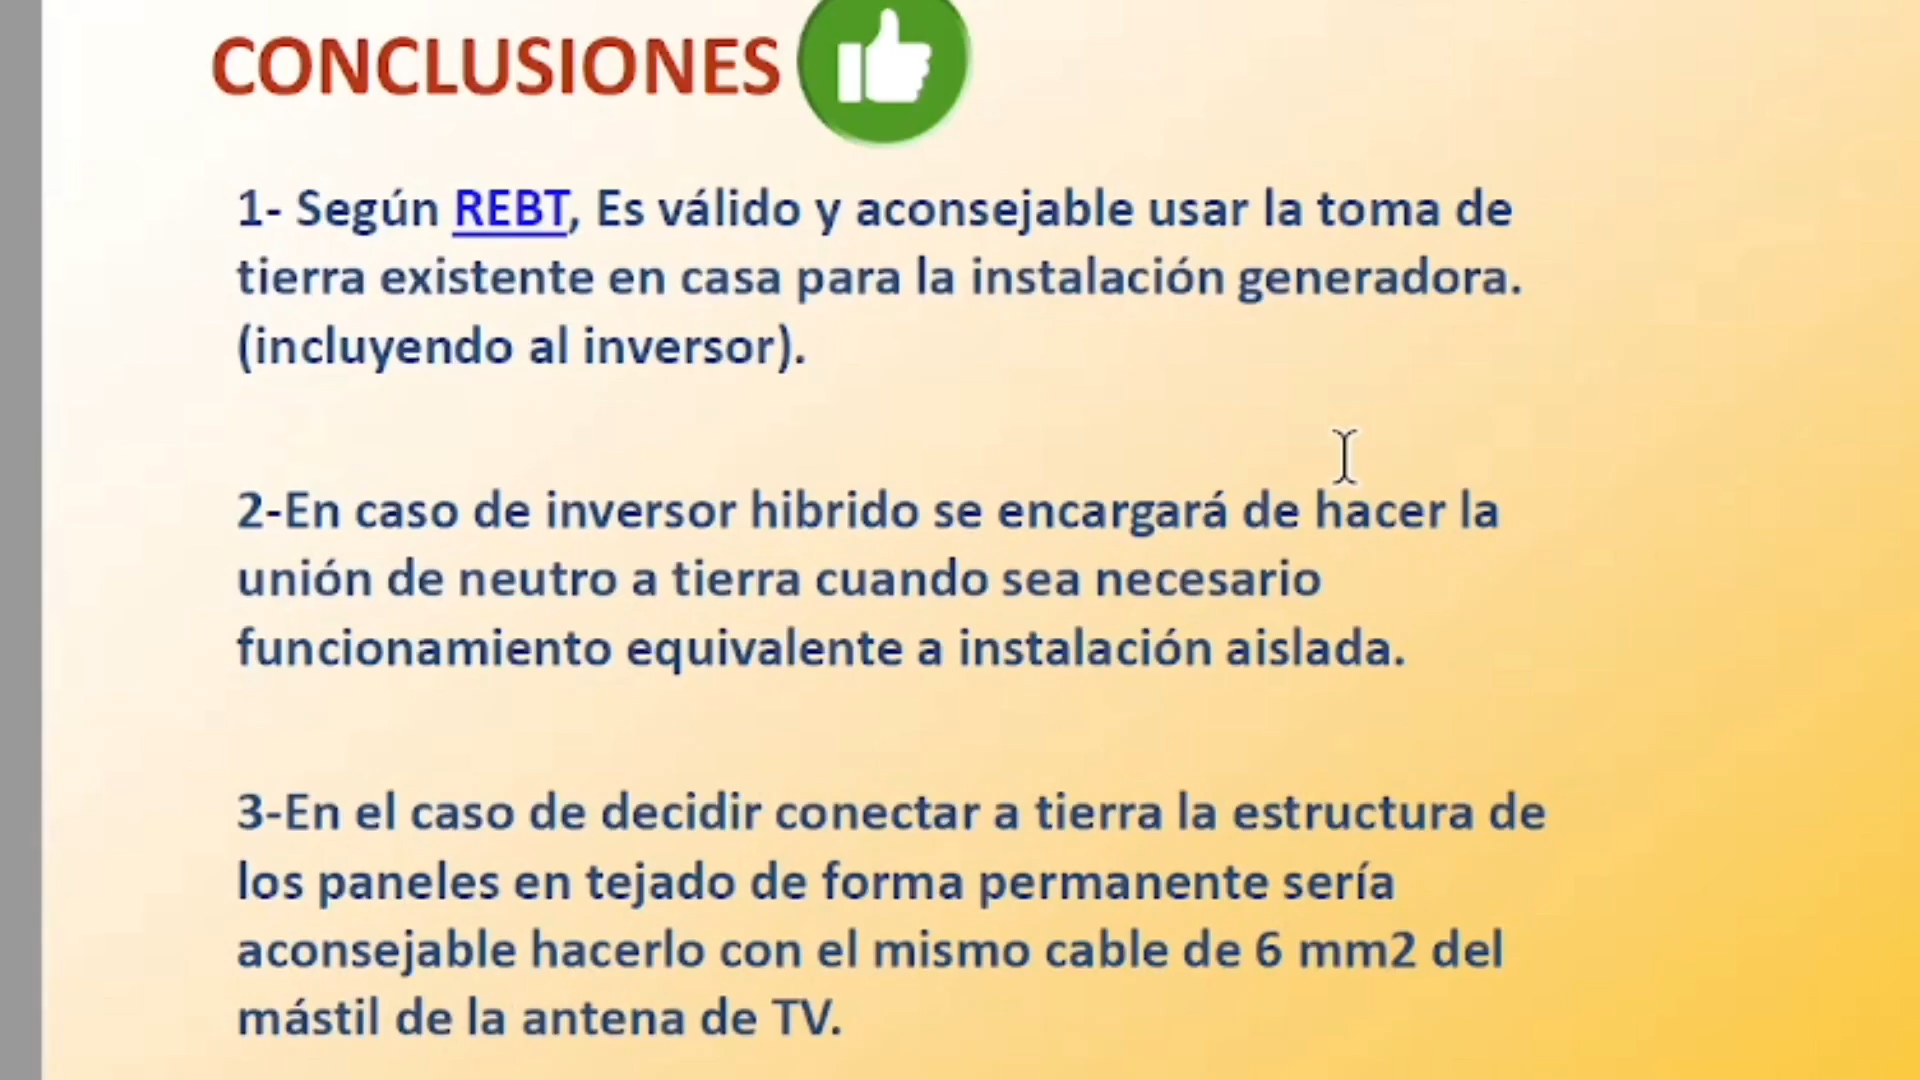 CONCLUSIONES
1- Según REBT, Es válido y aconsejable usar la toma de
tierra existente en casa para la instalación generadora.
(incluyendo al inversor).
2-En caso de inversor hibrido se encargará de hacer la
unión de neutro a tierra cuando sea necesario
funcionamiento equivalente a instalación aislada.
3-En el caso de decidir conectar a tierra la estructura de
los paneles en tejado de forma permanente sería
aconsejable hacerlo con el mismo cable de 6 mm2 del
mástil de la antena de TV.